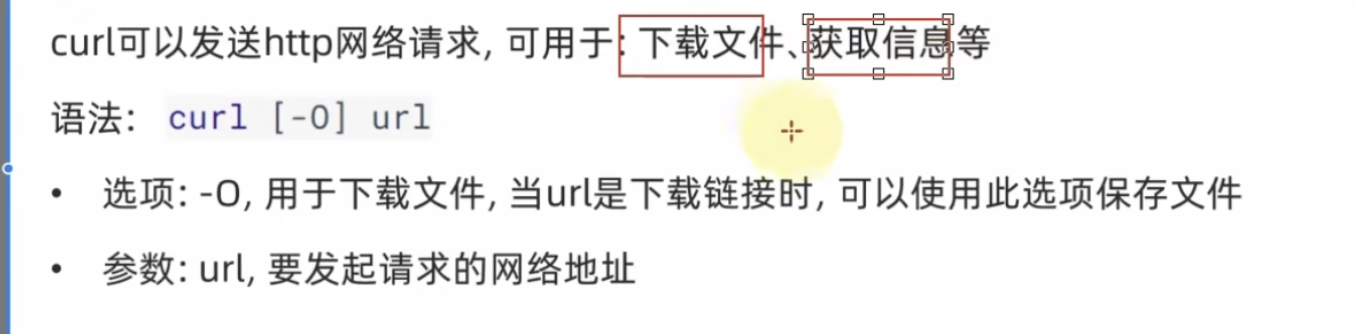 curl可以发送http网络请求, 可用于: 下载文件、获取信息等
语法: curl [-O] url
• 选项: -O, 用于下载文件, 当url是下载链接时, 可以使用此选项保存文件
• 参数: url, 要发起请求的网络地址